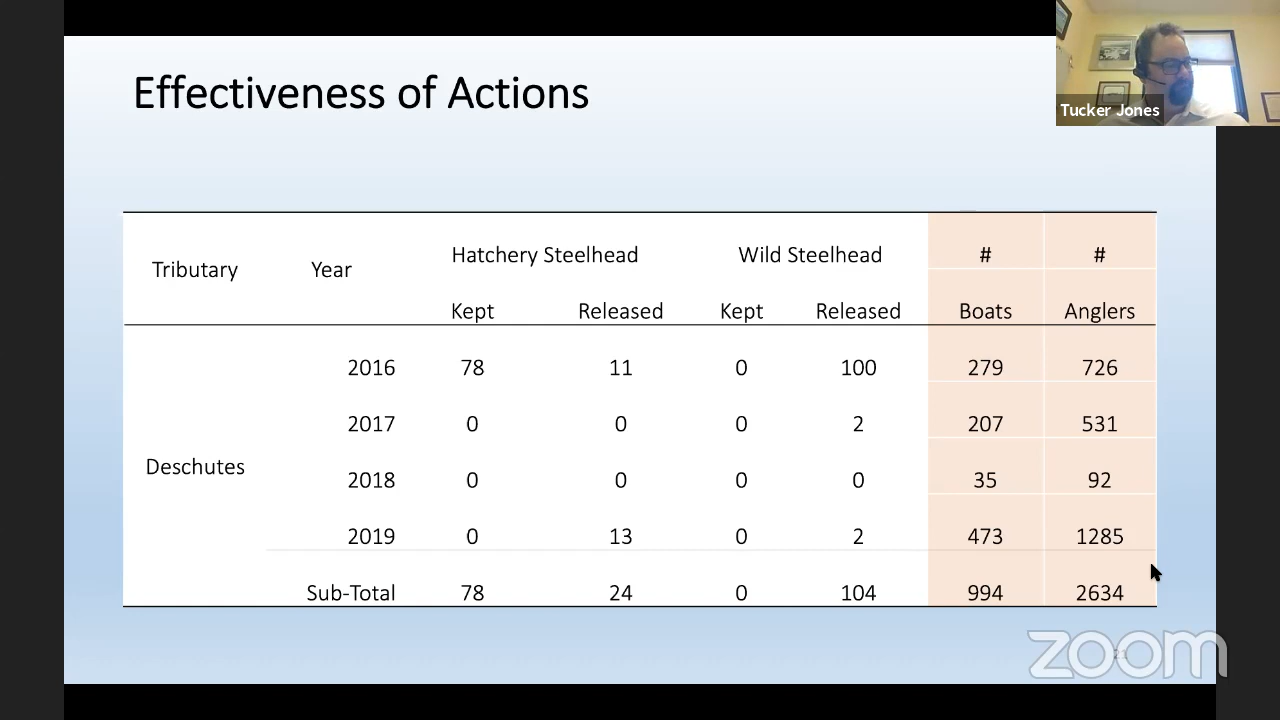 Effectiveness of Actions
Tucker Jones
Tributary Year Hatchery Steelhead Wild Steelhead # #
Kept Released Kept Released Boats Anglers
2016 78 11 0 100 279 726
2017 0 0 0 2 207 531
Deschutes
2018 0 0 0 0 35 92
2019 0 13 0 2 473 1285
Sub-Total 78 24 0 104 994 2634
zoom